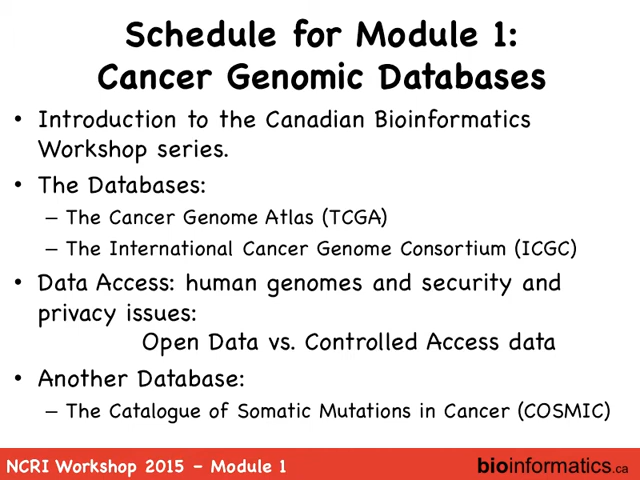 Schedule for Module 1:
Cancer Genomic Databases
• Introduction to the Canadian Bioinformatics
Workshop series.
• The Databases:
– The Cancer Genome Atlas (TCGA)
– The International Cancer Genome Consortium (ICGC)
• Data Access: human genomes and security and
privacy issues:
Open Data vs. Controlled Access data
• Another Database:
– The Catalogue of Somatic Mutations in Cancer (COSMIC)
NCRI Workshop 2015 – Module 1
bioinformatics.ca